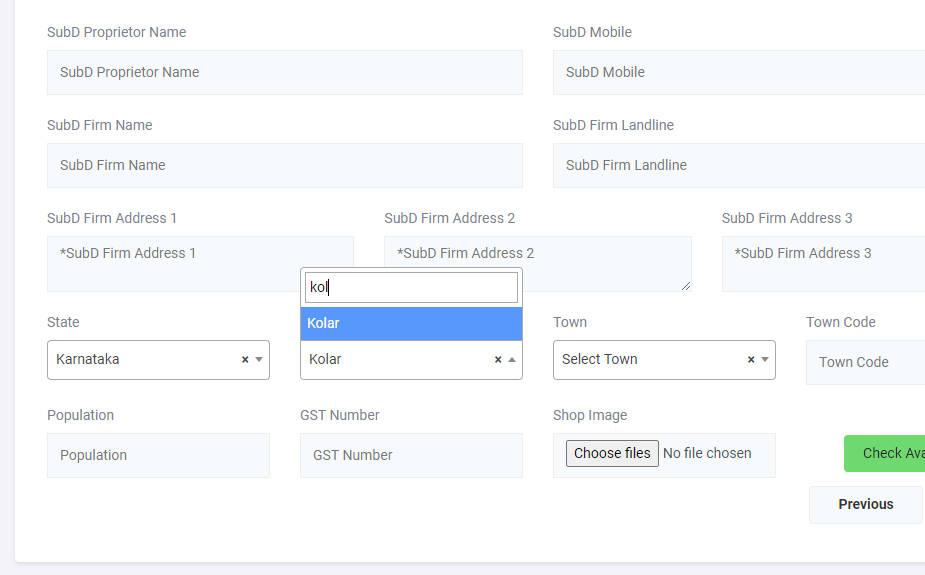 SubD Proprietor Name
SubD Mobile
SubD Proprietor Name
SubD Mobile
SubD Firm Name
SubD Firm Landline
SubD Firm Name
SubD Firm Landline
SubD Firm Address 1
SubD Firm Address 2
SubD Firm Address 3
*SubD Firm Address 1
*SubD Firm Address 2
*SubD Firm Address 3
kol
Kolar
State
Town
Town Code
Karnataka ×
Kolar ×
Select Town ×
Town Code
Population
GST Number
Shop Image
Population
GST Number
Choose files No file chosen
Check Ava
Previous